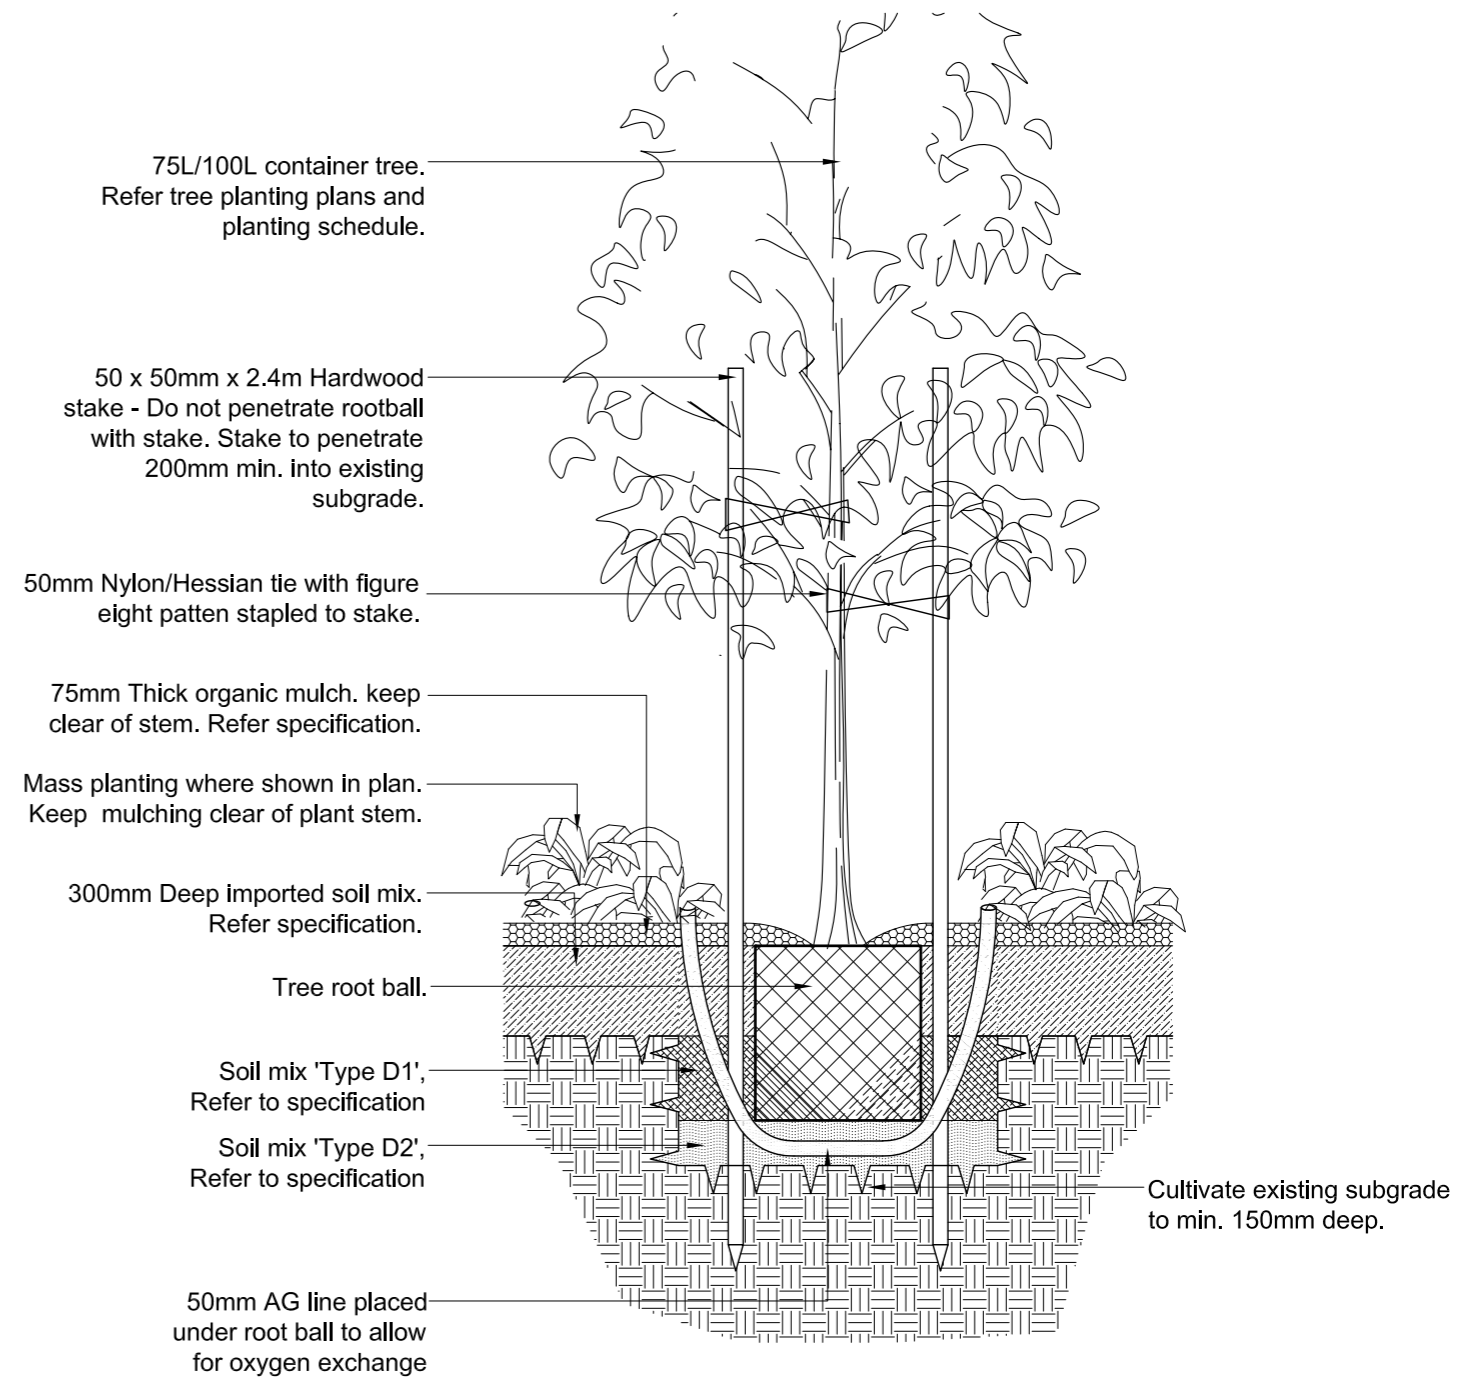 75L/100L container tree.
Refer tree planting plans and
planting schedule.
50 x 50mm x 2.4m Hardwood
stake - Do not penetrate rootball
with stake. Stake to penetrate
200mm min. into existing
subgrade.
50mm Nylon/Hessian tie with figure
eight patten stapled to stake.
75mm Thick organic mulch. keep
clear of stem. Refer specification.
Mass planting where shown in plan.
Keep  mulching clear of plant stem.
300mm Deep imported soil mix.
Refer specification.
Tree root ball.
Soil mix 'Type D1',
Refer to specification
Soil mix 'Type D2',
Refer to specification
Cultivate existing subgrade
to min. 150mm deep.
50mm AG line placed
under root ball to allow
for oxygen exchange